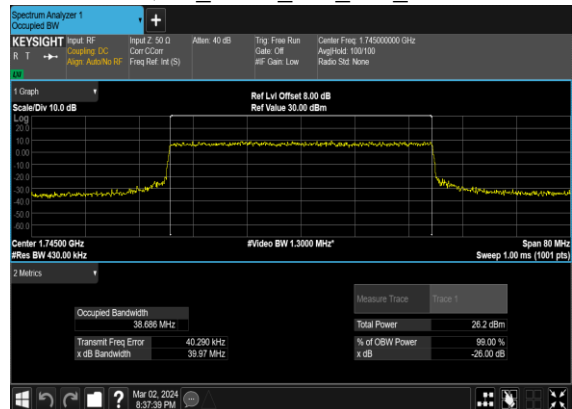 Spectrum Analyzer 1
Occupied BW
KEYSIGHT
R T
Input: RF
Coupling: DC
Align: Auto/No RF
Input Z: 50 Ω
Corr CCorr
Freq Ref: Int (S)
Atten: 40 dB
Trig: Free Run
Gate: Off
#IF Gain: Low
Center Freq: 1.745000000 GHz
Avg|Hold: 100/100
Radio Std: None
1 Graph
Scale/Div 10.0 dB
Ref Lvl Offset 8.00 dB
Ref Value 30.00 dBm
Log
20.0
10.0
0.00
-10.0
-20.0
-30.0
-40.0
-50.0
-60.0
Center 1.74500 GHz
#Video BW 1.3000 MHz*
Span 80 MHz
#Res BW 430.00 kHz
Sweep 1.00 ms (1001 pts)
2 Metrics
Measure Trace Trace 1
Occupied Bandwidth
38.686 MHz
Total Power 26.2 dBm
Transmit Freq Error 40.290 kHz
% of OBW Power 99.00 %
x dB Bandwidth 39.97 MHz
x dB -26.00 dB
Mar 02, 2024
8:37:39 PM